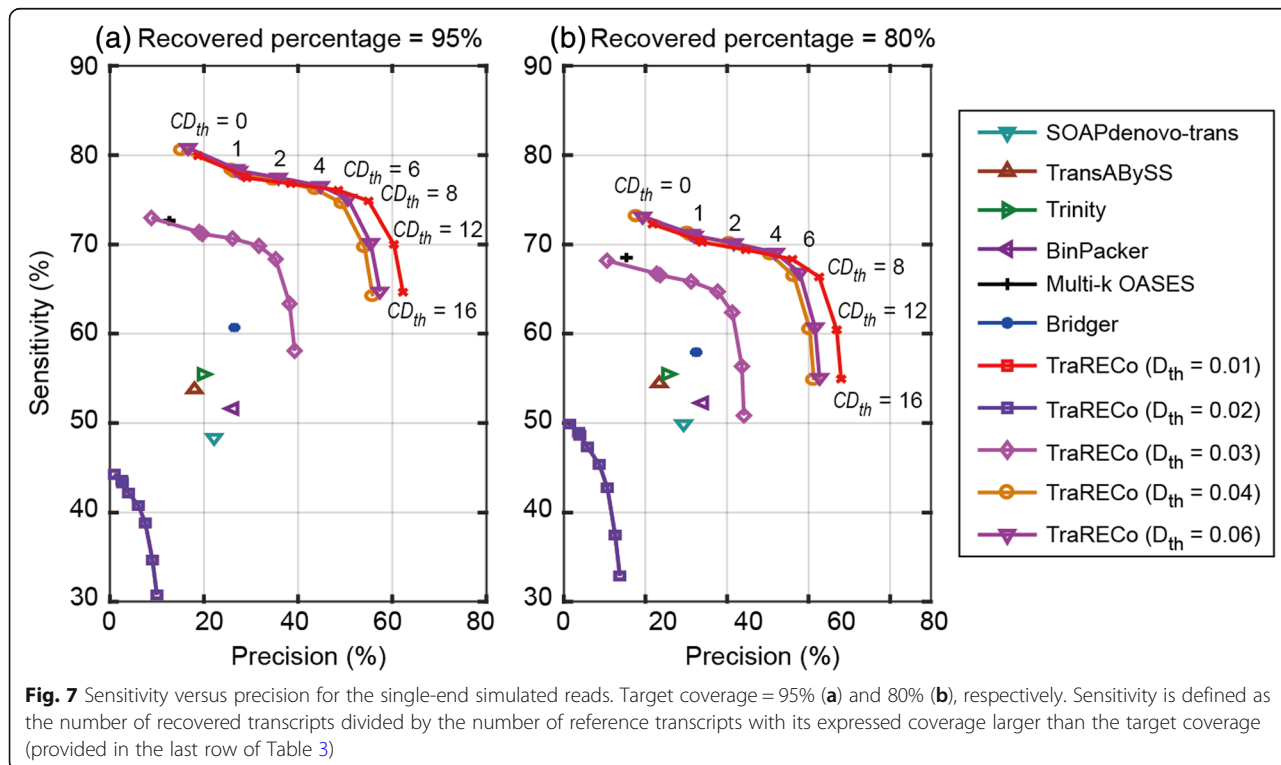 (a) Recovered percentage = 95%
90
80
70
60
50
40
30
Sensitivity (%)
CDth = 0
1
2
4
CDth = 6
CDth = 8
CDth = 12
CDth = 16
0
20
40
60
80
Precision (%)
(b) Recovered percentage = 80%
90
80
70
60
50
40
30
CDth = 0
1
2
4
6
CDth = 8
CDth = 12
CDth = 16
0
20
40
60
80
Precision (%)
SOAPdenovo-trans
TransABySS
Trinity
BinPacker
Multi-k OASES
Bridger
TraRECo (Dth = 0.01)
TraRECo (Dth = 0.02)
TraRECo (Dth = 0.03)
TraRECo (Dth = 0.04)
TraRECo (Dth = 0.06)
Fig. 7 Sensitivity versus precision for the single-end simulated reads. Target coverage = 95% (a) and 80% (b), respectively. Sensitivity is defined as
the number of recovered transcripts divided by the number of reference transcripts with its expressed coverage larger than the target coverage
(provided in the last row of Table 3)